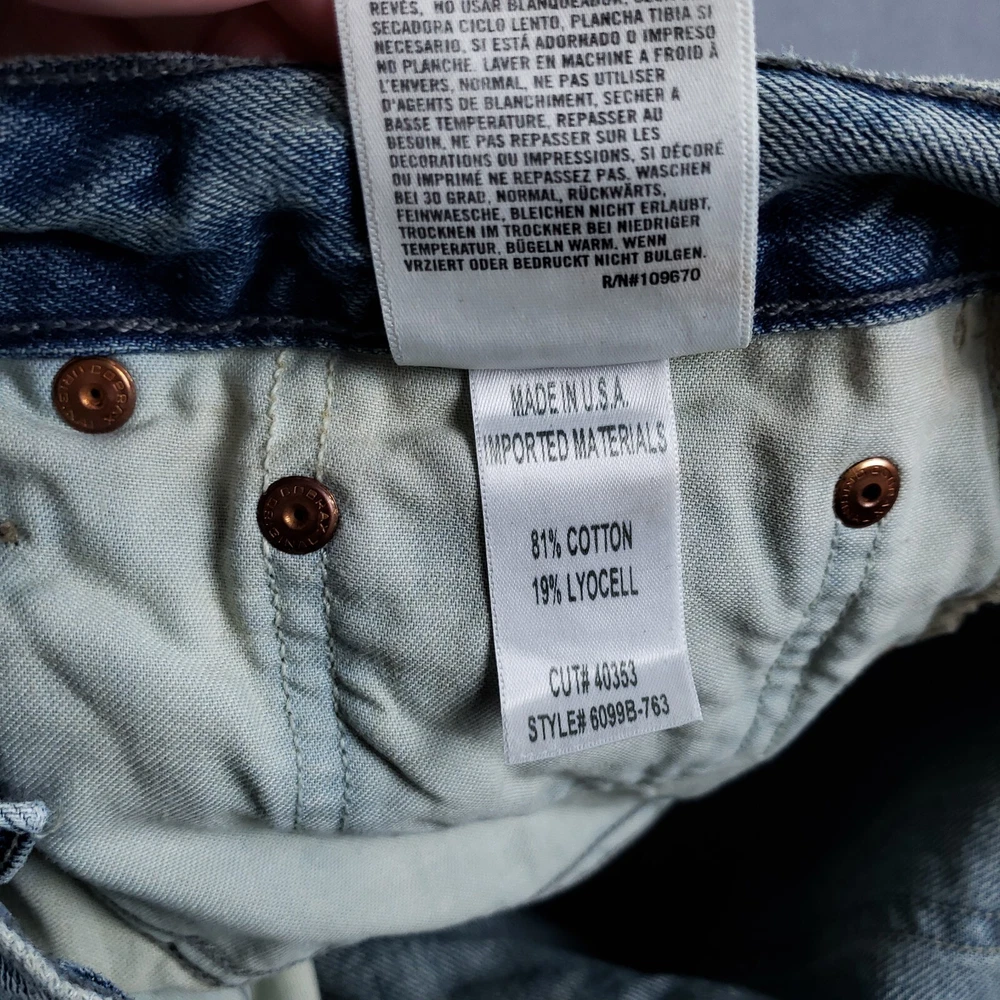 REVÉS, NO USAR BLANQUEADOR,
SECADORA CICLO LENTO, PLANCHA TIBIA SI
NECESARIO, SI ESTÁ ADORNADO O IMPRESO
NO PLANCHE. LAVER EN MACHINE A FROID À
L'ENVERS, NORMAL, NE PAS UTILISER
D'AGENTS DE BLANCHIMENT, SECHER A
BASSE TEMPERATURE, REPASSER AU
BESOIN, NE PAS REPASSER SUR LES
DECORATIONS OU IMPRESSIONS, SI DÉCORÉ
OU IMPRIMÉ NE REPASSEZ PAS. WASCHEN
BEI 30 GRAD, NORMAL, RÜCKWÄRTS,
FEINWAESCHE, BLEICHEN NICHT ERLAUBT,
TROCKNEN IM TROCKNER BEI NIEDRIGER
TEMPERATUR, BÜGELN WARM. WENN
VRZIERT ODER BEDRUCKT NICHT BULGEN.
R/N#109670
MADE IN U.S.A.
IMPORTED MATERIALS
81% COTTON
19% LYOCELL
CUT# 40353
STYLE# 6099B-763